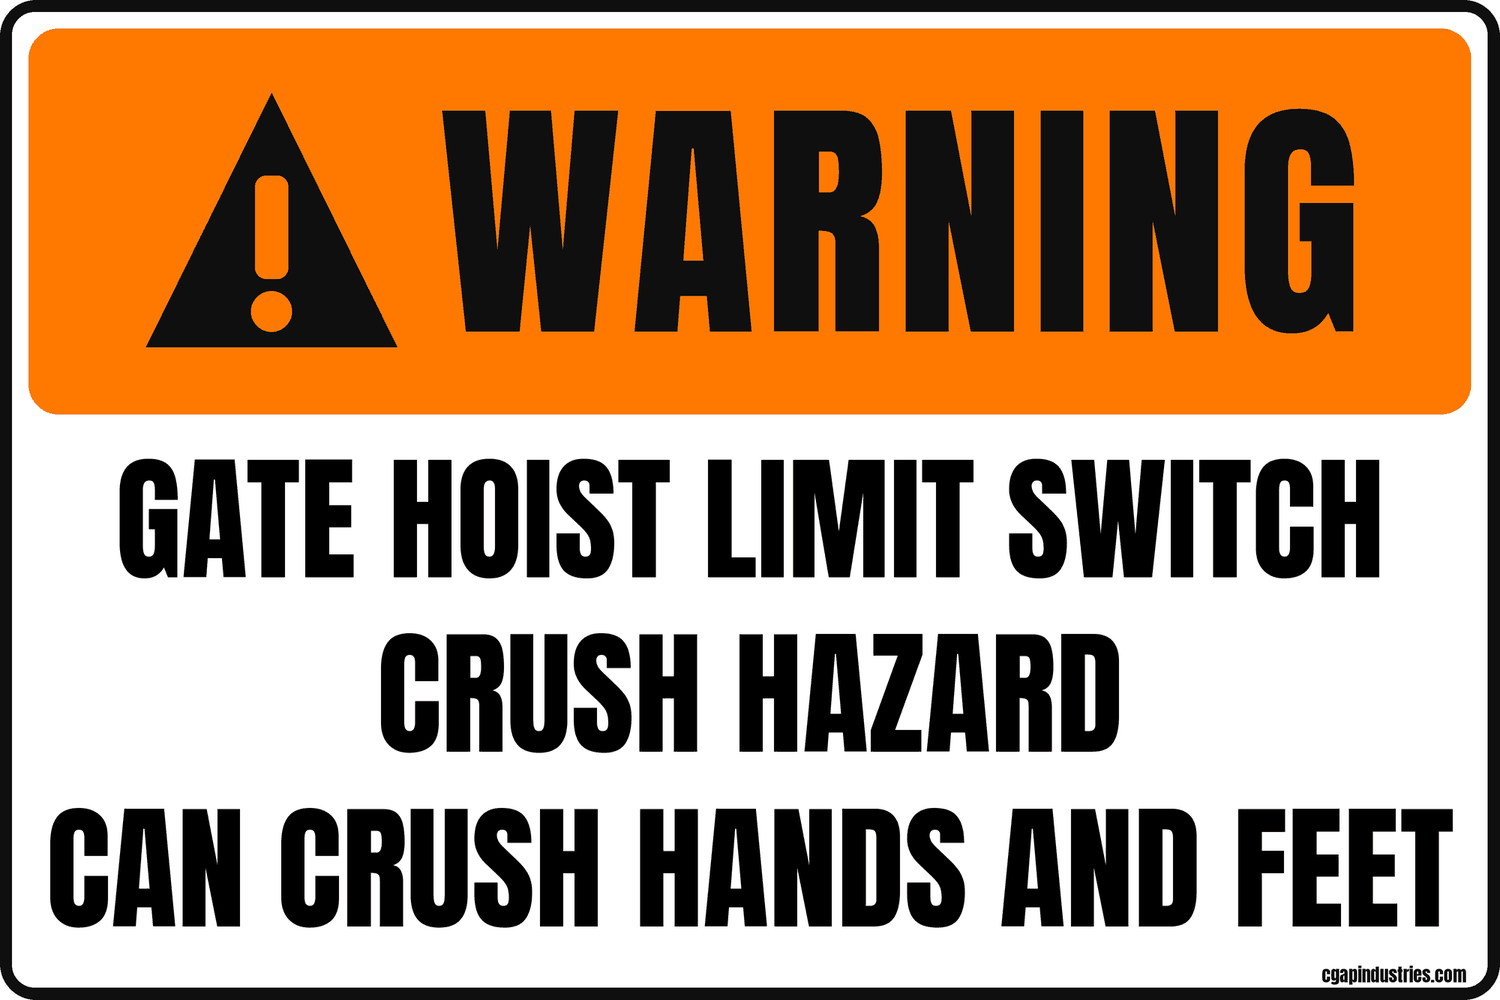 WARNING
GATE HOIST LIMIT SWITCH
CRUSH HAZARD
CAN CRUSH HANDS AND FEET
cgapindustries.com